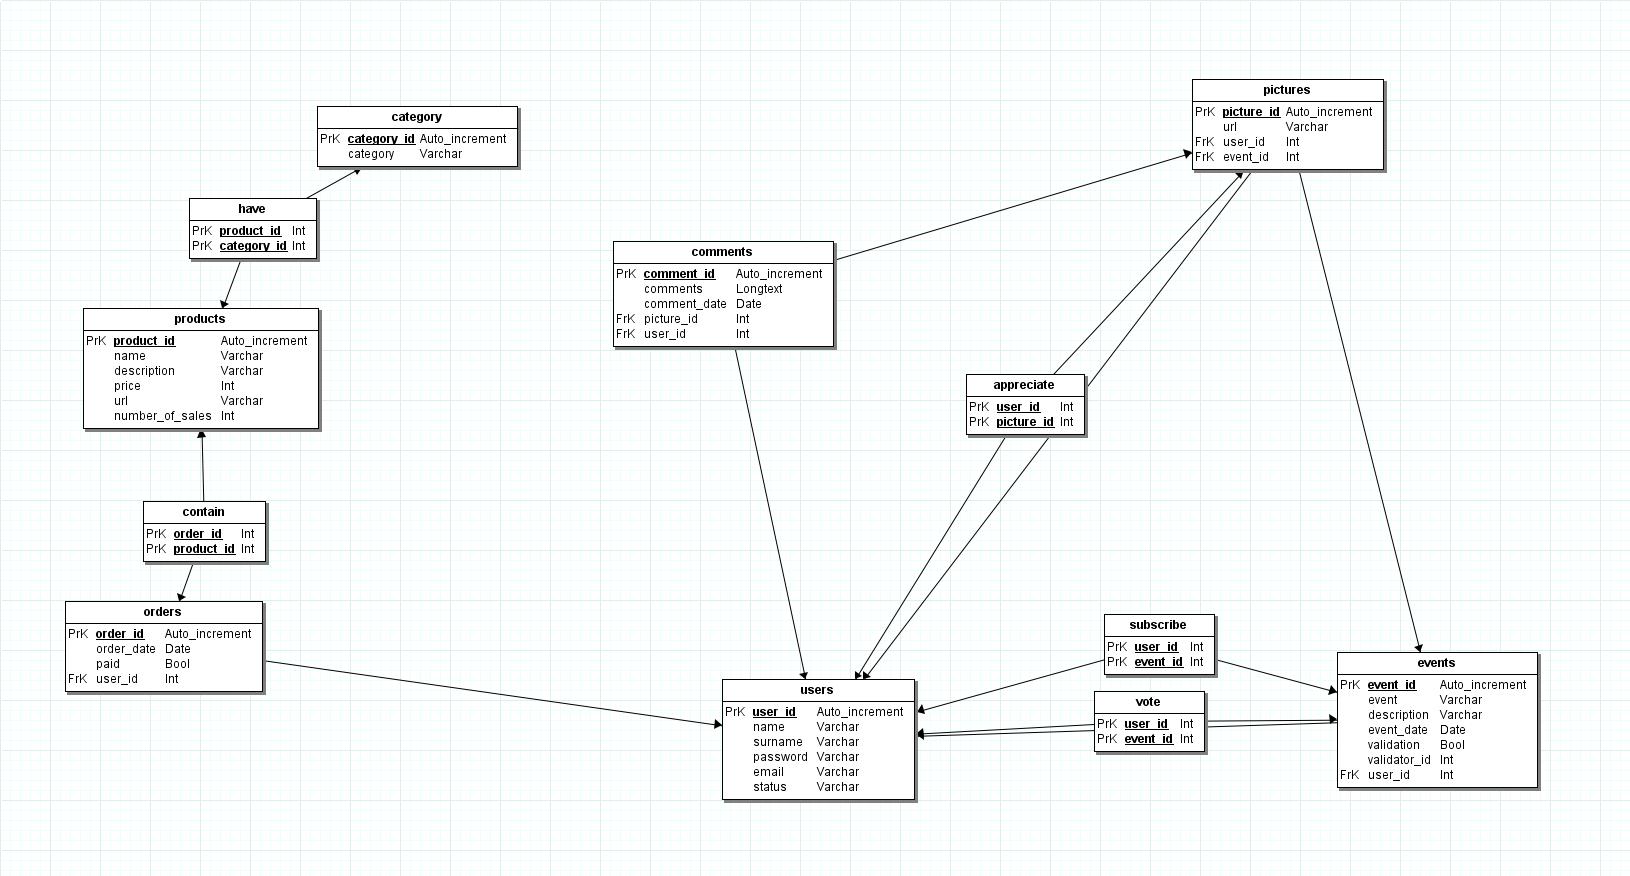 category
PrK category_id Auto_increment
category Varchar
have
PrK product_id Int
PrK category_id Int
products
PrK product_id Auto_increment
name Varchar
description Varchar
price Int
url Varchar
number_of_sales Int
contain
PrK order_id Int
PrK product_id Int
orders
PrK order_id Auto_increment
order_date Date
paid Bool
FrK user_id Int
comments
PrK comment_id Auto_increment
comments Longtext
comment_date Date
FrK picture_id Int
FrK user_id Int
pictures
PrK picture_id Auto_increment
url Varchar
FrK user_id Int
FrK event_id Int
appreciate
PrK user_id Int
PrK picture_id Int
users
PrK user_id Auto_increment
name Varchar
surname Varchar
password Varchar
email Varchar
status Varchar
subscribe
PrK user_id Int
PrK event_id Int
vote
PrK user_id Int
PrK event_id Int
events
PrK event_id Auto_increment
event Varchar
description Varchar
event_date Date
validation Bool
validator_id Int
FrK user_id Int